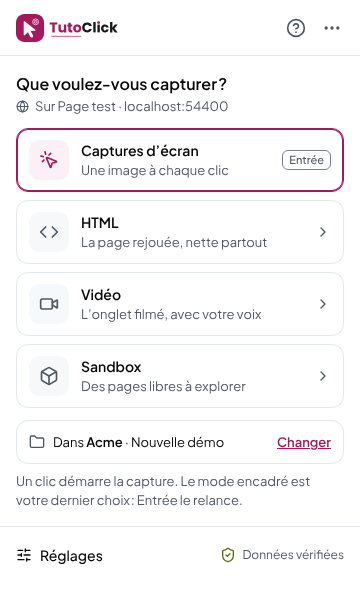 TutoClick
Que voulez-vous capturer ?
Sur Page test · localhost:54400
Captures d’écran
Une image à chaque clic
Entrée
HTML
La page rejouée, nette partout
Vidéo
L’onglet filmé, avec votre voix
Sandbox
Des pages libres à explorer
Dans Acme · Nouvelle démo
Changer
Un clic démarre la capture. Le mode encadré est
votre dernier choix : Entrée le relance.
Réglages
Données vérifiées